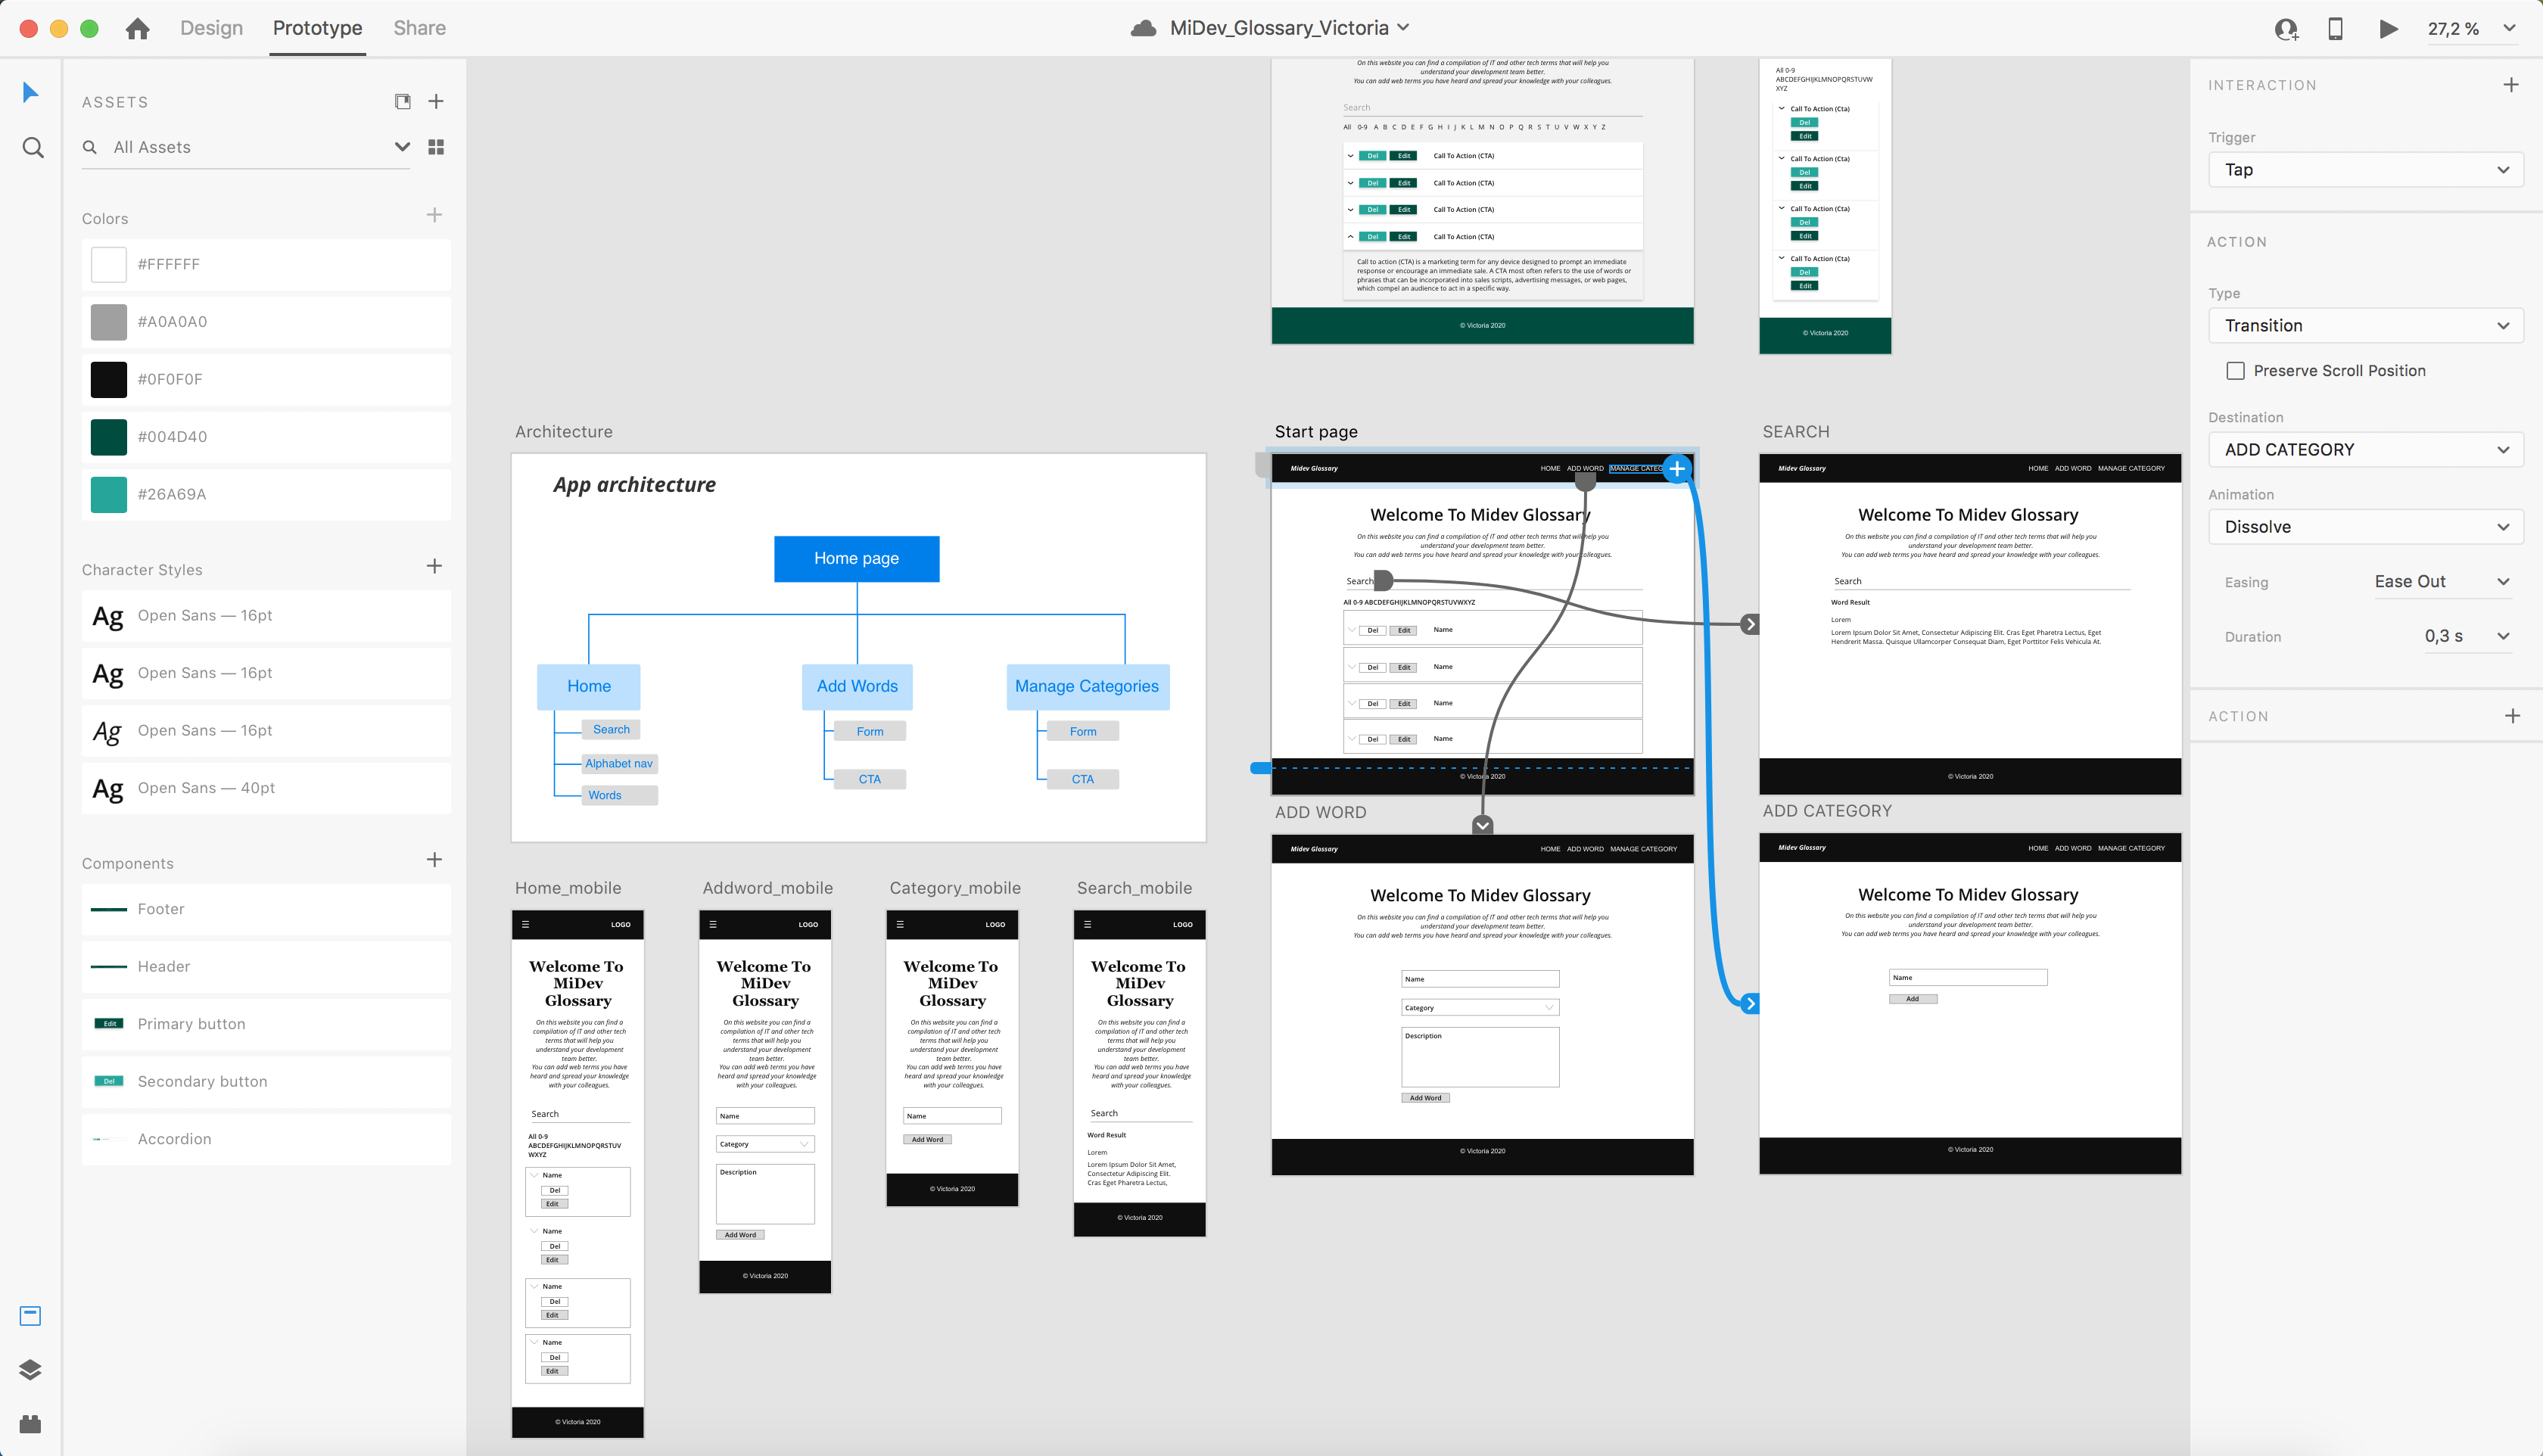 Design
Prototype
Share
MiDev_Glossary_Victoria
27,2 %
ASSETS
All Assets
Colors
#FFFFFF
#A0A0A0
#0F0F0F
#004D40
#26A69A
Character Styles
Ag Open Sans — 16pt
Ag Open Sans — 16pt
Ag Open Sans — 16pt
Ag Open Sans — 40pt
Components
Footer
Header
Edit Primary button
Del Secondary button
Accordion
On this website you can find a compilation of IT and other tech terms that will help you
understand your development team better.
You can add web terms you have heard and spread your knowledge with your colleagues.
Search
All 0-9 A B C D E F G H I J K L M N O P Q R S T U V W X Y Z
Del Edit Call To Action (CTA)
Del Edit Call To Action (CTA)
Del Edit Call To Action (CTA)
Del Edit Call To Action (CTA)
Call to action (CTA) is a marketing term for any device designed to prompt an immediate
response or encourage an immediate sale. A CTA most often refers to the use of words or
phrases that can be incorporated into sales scripts, advertising messages, or web pages,
which compel an audience to act in a specific way.
© Victoria 2020
All 0-9
ABCDEFGHIJKLMNOPQRSTUVW
XYZ
Call To Action (Cta)
Del
Edit
Call To Action (Cta)
Del
Edit
Call To Action (Cta)
Del
Edit
Call To Action (Cta)
Del
Edit
© Victoria 2020
Architecture
App architecture
Home page
Home
Add Words
Manage Categories
Search
Alphabet nav
Words
Form
CTA
Form
CTA
Start page
Midev Glossary
HOME ADD WORD MANAGE CATEG
Welcome To Midev Glossary
On this website you can find a compilation of IT and other tech terms that will help you
understand your development team better.
You can add web terms you have heard and spread your knowledge with your colleagues.
Search
All 0-9 ABCDEFGHIJKLMNOPQRSTUVWXYZ
Del Edit Name
Del Edit Name
Del Edit Name
Del Edit Name
© Victoria 2020
SEARCH
Midev Glossary
HOME ADD WORD MANAGE CATEGORY
Welcome To Midev Glossary
On this website you can find a compilation of IT and other tech terms that will help you
understand your development team better.
You can add web terms you have heard and spread your knowledge with your colleagues.
Search
Word Result
Lorem
Lorem Ipsum Dolor Sit Amet, Consectetur Adipiscing Elit. Cras Eget Pharetra Lectus, Eget
Hendrerit Massa. Quisque Ullamcorper Consequat Diam, Eget Porttitor Felis Vehicula At.
© Victoria 2020
ADD WORD
Midev Glossary
HOME ADD WORD MANAGE CATEGORY
Welcome To Midev Glossary
On this website you can find a compilation of IT and other tech terms that will help you
understand your development team better.
You can add web terms you have heard and spread your knowledge with your colleagues.
Name
Category
Description
Add Word
© Victoria 2020
ADD CATEGORY
Midev Glossary
HOME ADD WORD MANAGE CATEGORY
Welcome To Midev Glossary
On this website you can find a compilation of IT and other tech terms that will help you
understand your development team better.
You can add web terms you have heard and spread your knowledge with your colleagues.
Name
Add
© Victoria 2020
Home_mobile
LOGO
Welcome To
MiDev
Glossary
On this website you can find a
compilation of IT and other tech
terms that will help you
understand your development
team better.
You can add web terms you have
heard and spread your knowledge
with your colleagues.
Search
All 0-9
ABCDEFGHIJKLMNOPQRSTUV
WXYZ
Name
Del
Edit
Name
Del
Edit
Name
Del
Edit
Name
Del
Edit
© Victoria 2020
Addword_mobile
LOGO
Welcome To
MiDev
Glossary
On this website you can find a
compilation of IT and other tech
terms that will help you
understand your development
team better.
You can add web terms you have
heard and spread your knowledge
with your colleagues.
Name
Category
Description
Add Word
© Victoria 2020
Category_mobile
LOGO
Welcome To
MiDev
Glossary
On this website you can find a
compilation of IT and other tech
terms that will help you
understand your development
team better.
You can add web terms you have
heard and spread your knowledge
with your colleagues.
Name
Add Word
© Victoria 2020
Search_mobile
LOGO
Welcome To
MiDev
Glossary
On this website you can find a
compilation of IT and other tech
terms that will help you
understand your development
team better.
You can add web terms you have
heard and spread your knowledge
with your colleagues.
Search
Word Result
Lorem
Lorem Ipsum Dolor Sit Amet,
Consectetur Adipiscing Elit.
Cras Eget Pharetra Lectus,
© Victoria 2020
INTERACTION
Trigger
Tap
ACTION
Type
Transition
Preserve Scroll Position
Destination
ADD CATEGORY
Animation
Dissolve
Easing Ease Out
Duration 0,3 s
ACTION